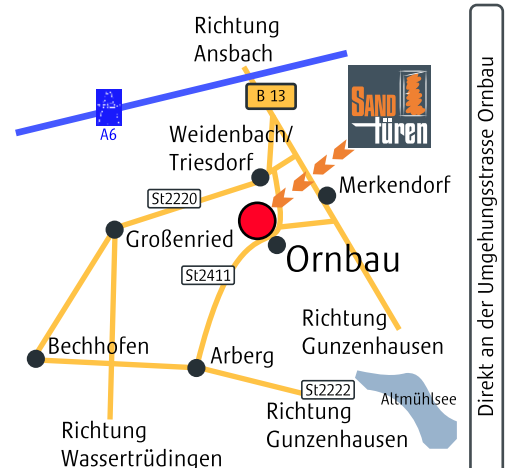 Richtung
Ansbach
B 13
A6
SAND
türen
Weidenbach/
Triesdorf
St2220
Merkendorf
Großenried
Ornbau
St2411
Richtung
Gunzenhausen
Bechhofen
Arberg
St2222
Altmühlsee
Richtung
Gunzenhausen
Richtung
Wassertrüdingen
Direkt an der Umgehungsstrasse Ornbau